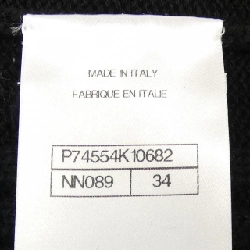 MADE IN ITALY
FABRIQUE EN ITALIE
P74554K10682
NN089 34